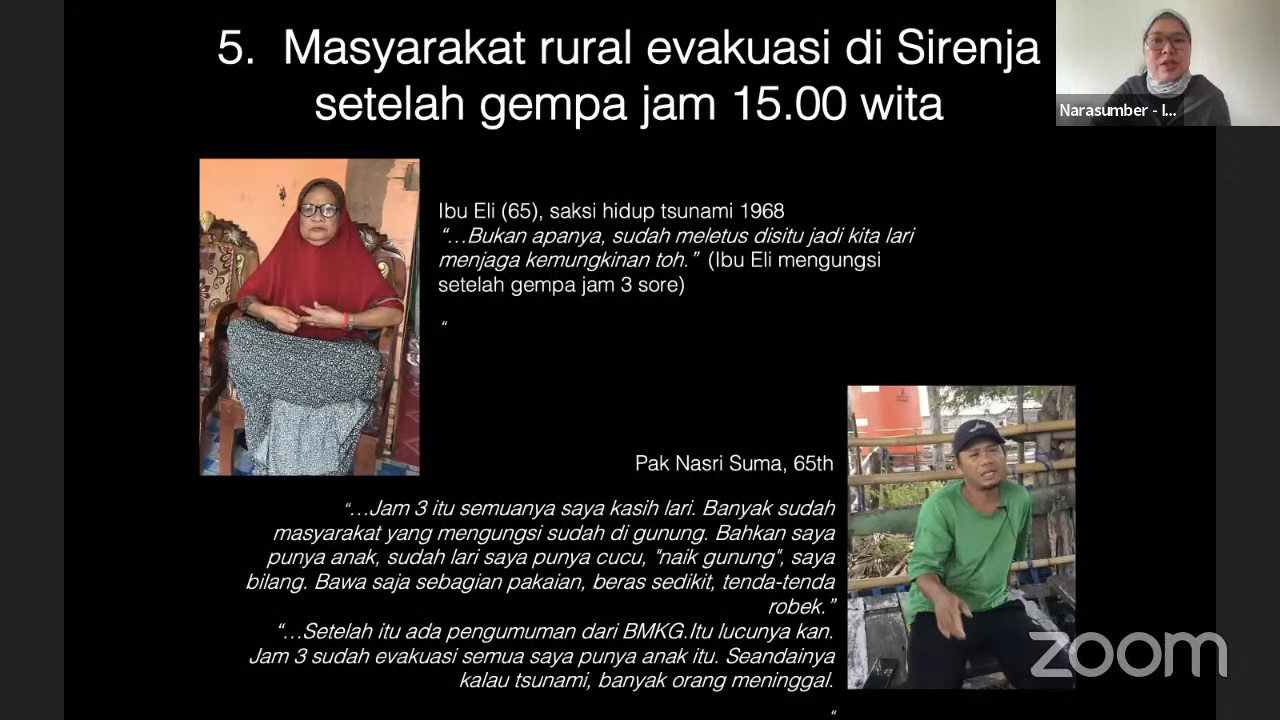 5. Masyarakat rural evakuasi di Sirenja
setelah gempa jam 15.00 wita
Narasumber - I...
Ibu Eli (65), saksi hidup tsunami 1968
“...Bukan apanya, sudah meletus disitu jadi kita lari
menjaga kemungkinan toh.” (Ibu Eli mengungsi
setelah gempa jam 3 sore)
“
Pak Nasri Suma, 65th
“...Jam 3 itu semuanya saya kasih lari. Banyak sudah
masyarakat yang mengungsi sudah di gunung. Bahkan saya
punya anak, sudah lari saya punya cucu, "naik gunung", saya
bilang. Bawa saja sebagian pakaian, beras sedikit, tenda-tenda
robek.”
“...Setelah itu ada pengumuman dari BMKG.Itu lucunya kan.
Jam 3 sudah evakuasi semua saya punya anak itu. Seandainya
kalau tsunami, banyak orang meninggal.
“
zoom